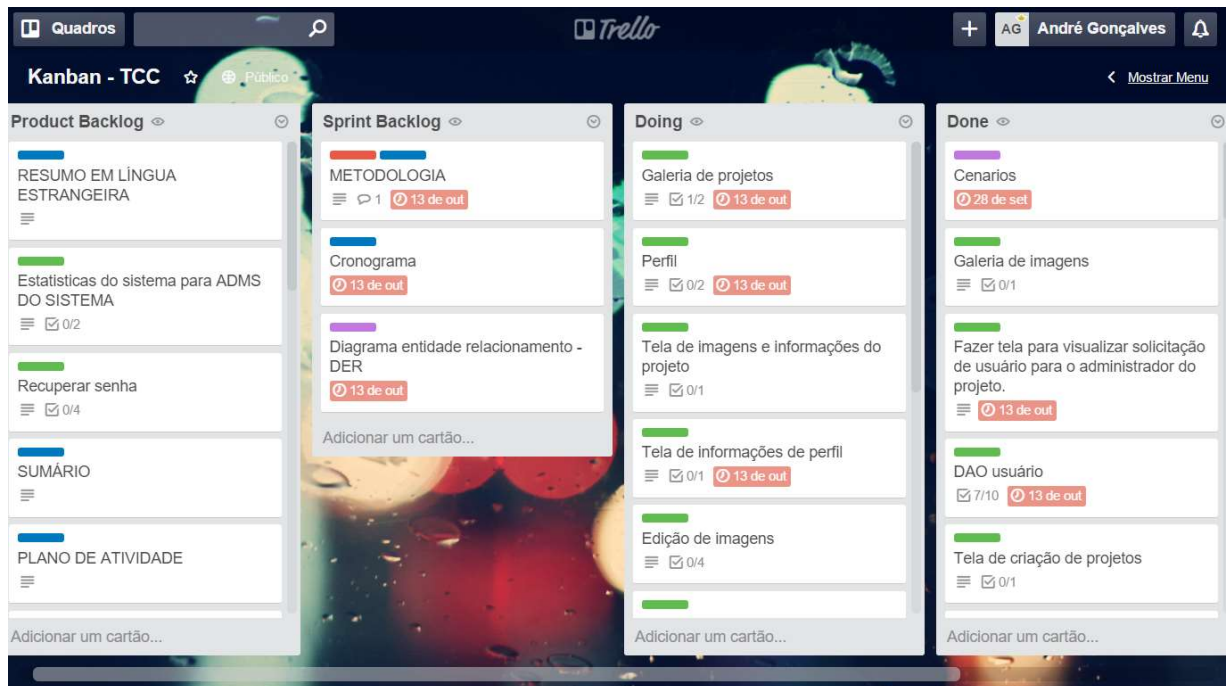 Quadros
Trello
AG André Gonçalves
Kanban - TCC
Público
Mostrar Menu
Product Backlog
RESUMO EM LÍNGUA
ESTRANGEIRA
Estatisticas do sistema para ADMS
DO SISTEMA
0/2
Recuperar senha
0/4
SUMÁRIO
PLANO DE ATIVIDADE
Adicionar um cartão...
Sprint Backlog
METODOLOGIA
1 13 de out
Cronograma
13 de out
Diagrama entidade relacionamento -
DER
13 de out
Adicionar um cartão...
Doing
Galeria de projetos
1/2 13 de out
Perfil
0/2 13 de out
Tela de imagens e informações do
projeto
0/1
Tela de informações de perfil
0/1 13 de out
Edição de imagens
0/4
Adicionar um cartão...
Done
Cenarios
28 de set
Galeria de imagens
0/1
Fazer tela para visualizar solicitação
de usuário para o administrador do
projeto.
13 de out
DAO usuário
7/10 13 de out
Tela de criação de projetos
0/1
Adicionar um cartão...